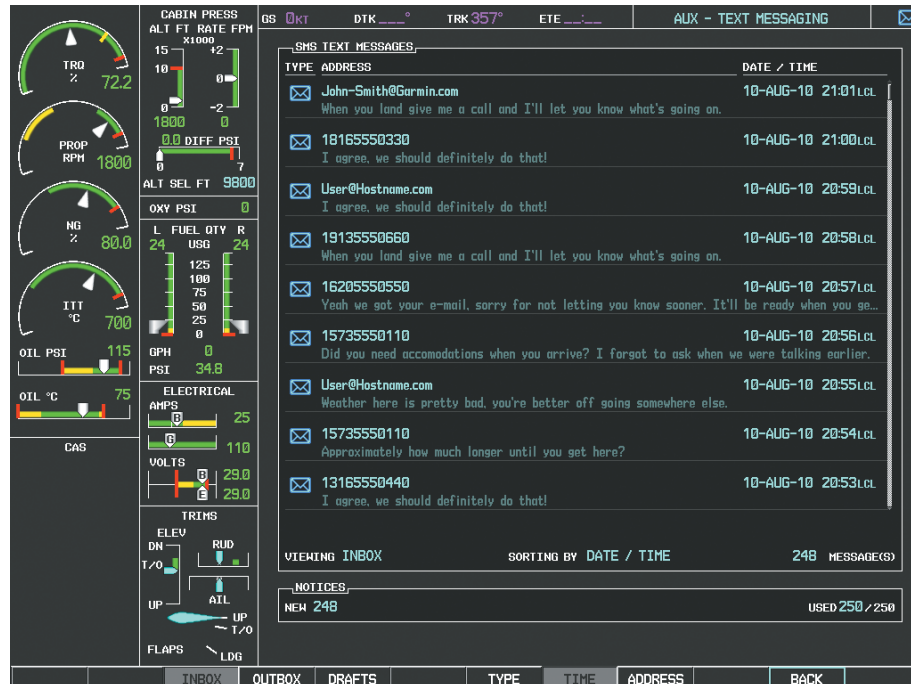 GS 0KT DTK ___° TRK 357° ETE __:__ AUX - TEXT MESSAGING
TRQ
%
72.2
PROP
RPM
1800
NG
%
80.0
ITT
°C
700
OIL PSI 115
OIL °C 75
CAS
CABIN PRESS
ALT FT RATE FPM
X1000
15 +2
10 0
0 -2
1800 0
0.0 DIFF PSI
0 7
ALT SEL FT 9800
OXY PSI 0
L FUEL QTY R
24 USG 24
125
100
75
50
25
0
GPH 0
PSI 34.8
ELECTRICAL
AMPS
B 25
G 110
VOLTS
B 29.0
E 29.0
TRIMS
ELEV
DN RUD
T/O
AIL
UP
UP
T/O
FLAPS LDG
SMS TEXT MESSAGES
TYPE ADDRESS DATE / TIME
John-Smith@Garmin.com 10-AUG-10 21:01LCL
When you land give me a call and I'll let you know what's going on.
18165550330 10-AUG-10 21:00LCL
I agree, we should definitely do that!
User@Hostname.com 10-AUG-10 20:59LCL
I agree, we should definitely do that!
19135550660 10-AUG-10 20:58LCL
When you land give me a call and I'll let you know what's going on.
16205550550 10-AUG-10 20:57LCL
Yeah we got your e-mail, sorry for not letting you know sooner. It'll be ready when you ge...
15735550110 10-AUG-10 20:56LCL
Did you need accomodations when you arrive? I forgot to ask when we were talking earlier.
User@Hostname.com 10-AUG-10 20:55LCL
Weather here is pretty bad, you're better off going somewhere else.
15735550110 10-AUG-10 20:54LCL
Approximately how much longer until you get here?
13165550440 10-AUG-10 20:53LCL
I agree, we should definitely do that!
VIEWING INBOX SORTING BY DATE / TIME 248 MESSAGE(S)
NOTICES
NEW 248 USED 250/250
INBOX OUTBOX DRAFTS TYPE TIME ADDRESS BACK